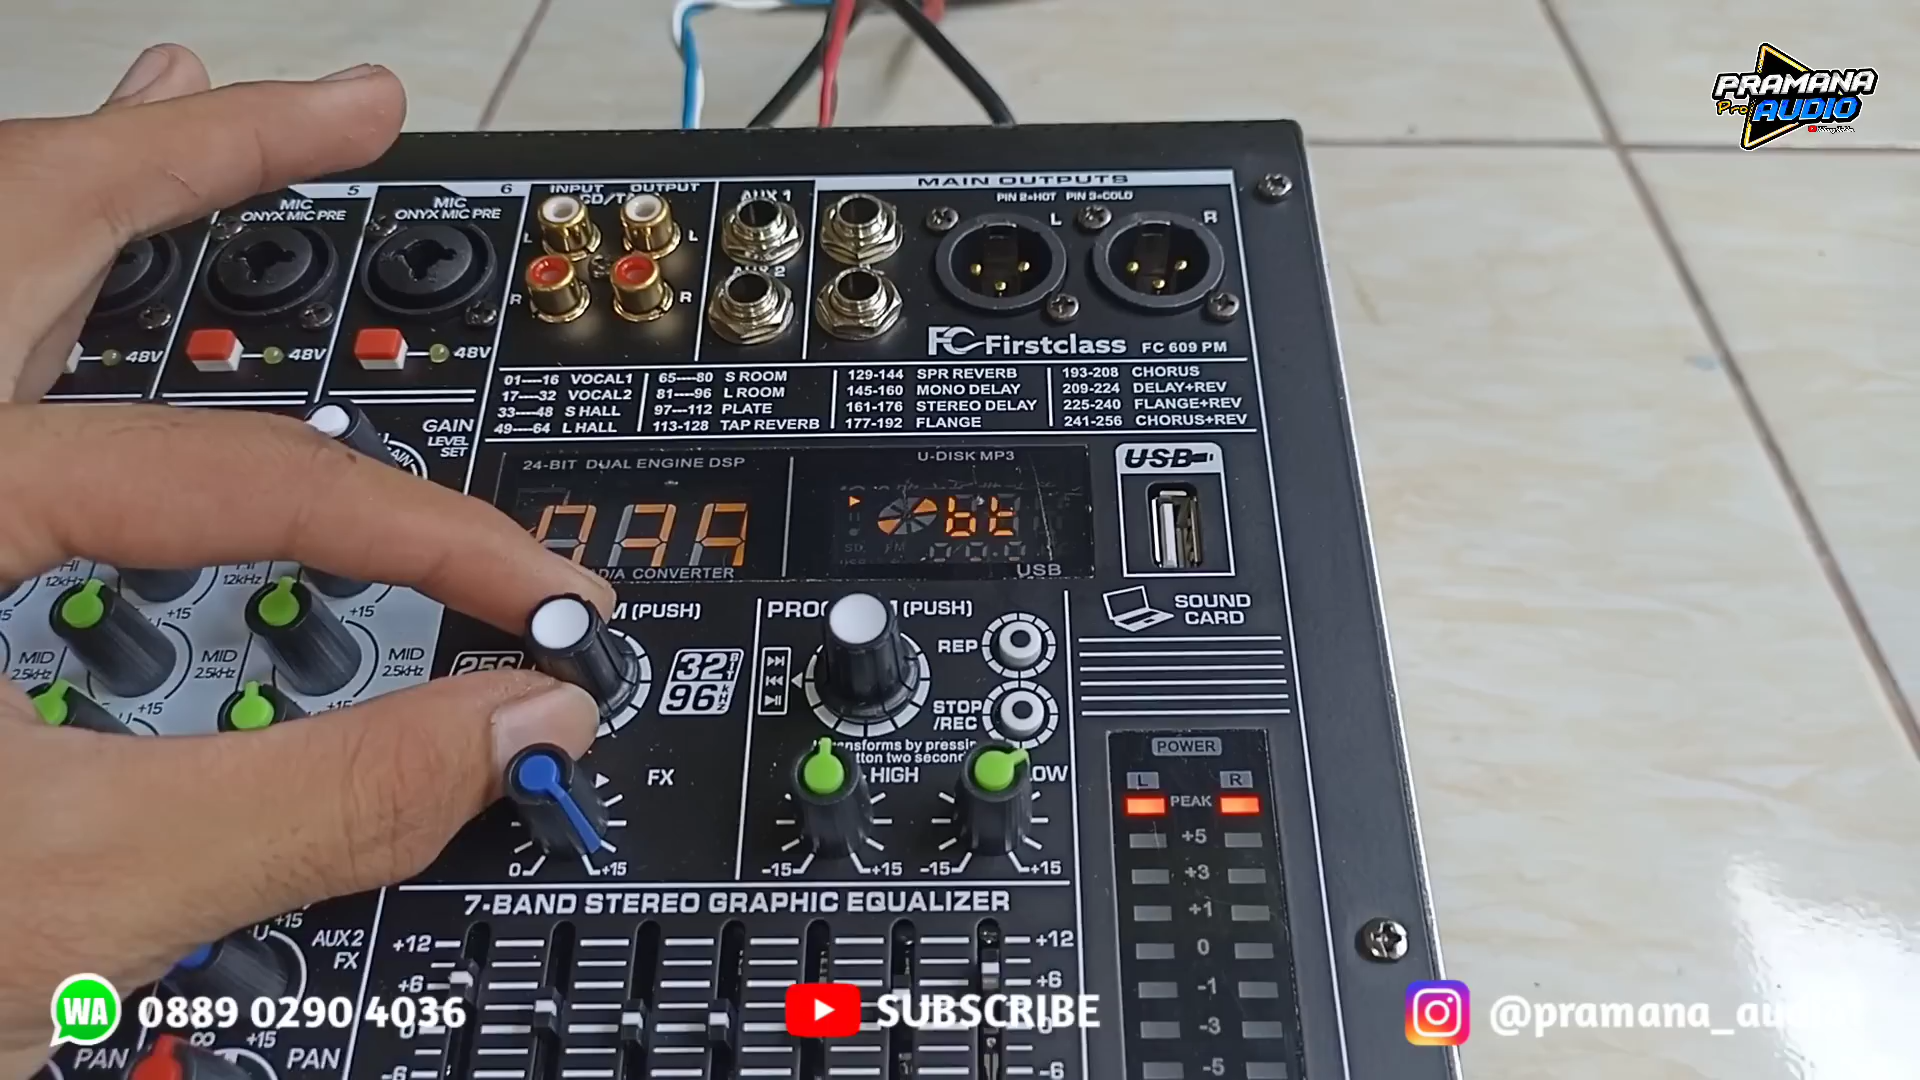 PRAMANA
Pro AUDIO
5
6
INPUT
OUTPUT
AUX 1
AUX 2
MAIN OUTPUTS
PIN 2=HOT PIN 3=COLD
MIC
ONYX MIC PRE
MIC
ONYX MIC PRE
L
L
R
R
L
R
48V
48V
48V
FC Firstclass FC 609 PM
01----16 VOCAL1
17----32 VOCAL2
33----48 S HALL
49----64 L HALL
65----80 S ROOM
81----96 L ROOM
97---112 PLATE
113-128 TAP REVERB
129-144 SPR REVERB
145-160 MONO DELAY
161-176 STEREO DELAY
177-192 FLANGE
193-208 CHORUS
209-224 DELAY+REV
225-240 FLANGE+REV
241-256 CHORUS+REV
GAIN
LEVEL
SET
24-BIT DUAL ENGINE DSP
U-DISK MP3
USB
bt
CONVERTER
USB
SOUND
CARD
(PUSH)
(PUSH)
REP
STOP
/REC
256
32 BIT
96 kHz
12kHz
12kHz
+15
+15
MID
2.5kHz
MID
2.5kHz
+15
+15
FX
HIGH
0
+15
-15
+15
-15
+15
POWER
L
R
PEAK
+5
+3
+1
0
-1
-3
-5
7-BAND STEREO GRAPHIC EQUALIZER
+12
+12
+6
+6
0
0
-6
-6
+15
U
AUX2
FX
PAN
+15
PAN
WA 0889 0290 4036
SUBSCRIBE